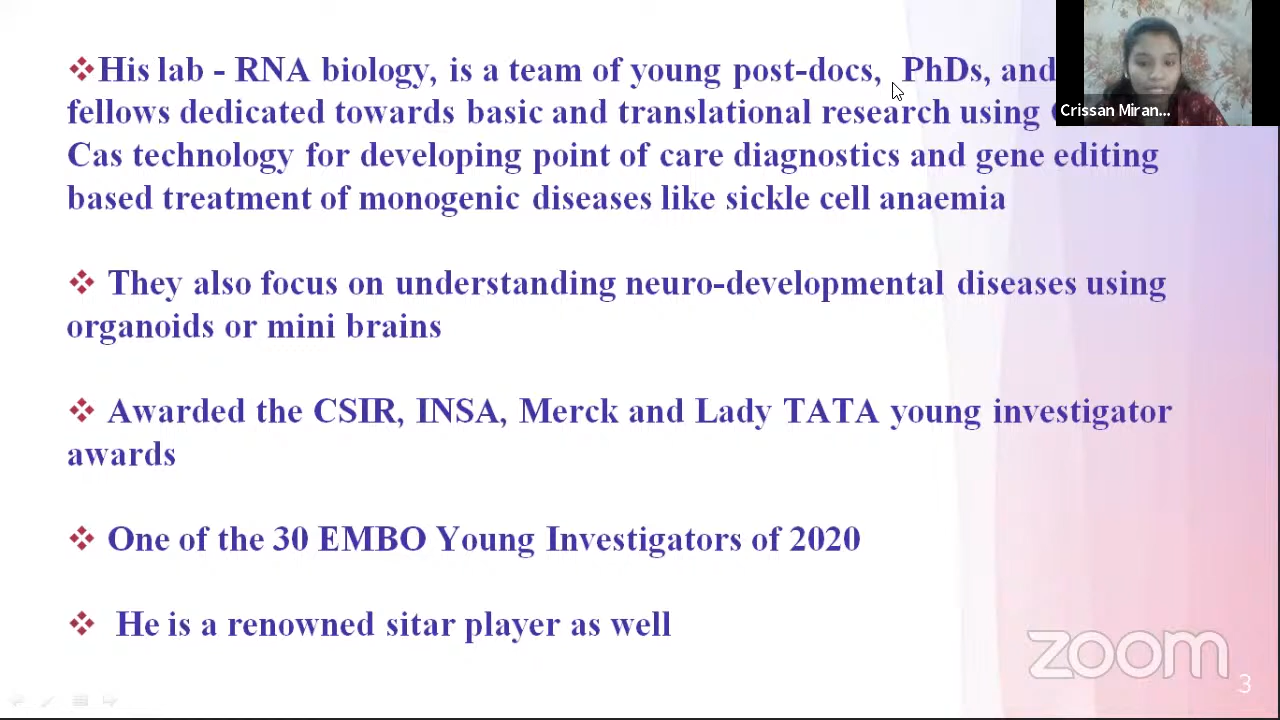 ❖His lab - RNA biology, is a team of young post-docs, PhDs, and
fellows dedicated towards basic and translational research using
Cas technology for developing point of care diagnostics and gene editing
based treatment of monogenic diseases like sickle cell anaemia
❖ They also focus on understanding neuro-developmental diseases using
organoids or mini brains
❖ Awarded the CSIR, INSA, Merck and Lady TATA young investigator
awards
❖ One of the 30 EMBO Young Investigators of 2020
❖ He is a renowned sitar player as well
Crissan Miran...
zoom
3